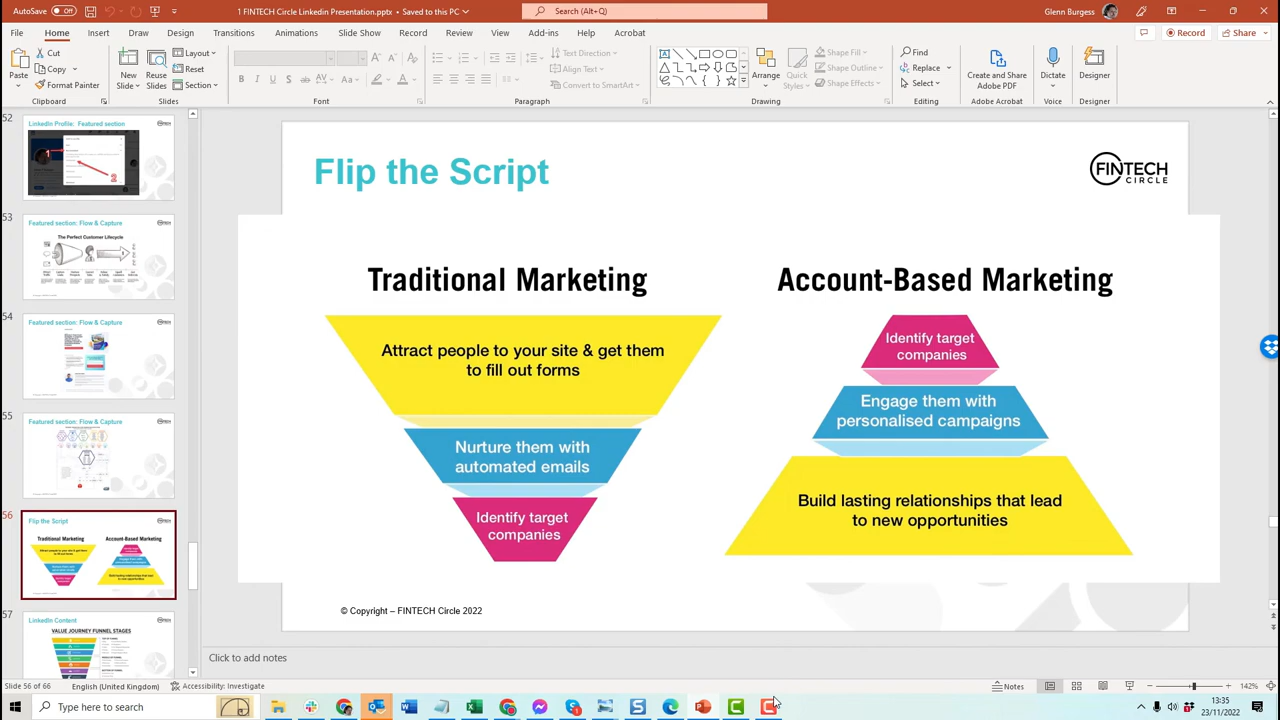 AutoSave
Off
1 FINTECH Circle Linkedin Presentation.pptx • Saved to this PC
Search (Alt+Q)
Glenn Burgess
File
Home
Insert
Draw
Design
Transitions
Animations
Slide Show
Record
Review
View
Add-ins
Help
Acrobat
Record
Share
Paste
Cut
Copy
Format Painter
Clipboard
New Slide
Reuse Slides
Layout
Reset
Section
Slides
Font
Text Direction
Align Text
Convert to SmartArt
Paragraph
Arrange
Quick Styles
Shape Fill
Shape Outline
Shape Effects
Drawing
Find
Replace
Select
Editing
Create and Share
Adobe PDF
Adobe Acrobat
Dictate
Voice
Designer
Designer
52
LinkedIn Profile: Featured section
1
2
53
Featured section: Flow & Capture
The Perfect Customer Lifecycle
54
Featured section: Flow & Capture
55
Featured section: Flow & Capture
56
Flip the Script
Traditional Marketing
Account-Based Marketing
57
LinkedIn Content
VALUE JOURNEY FUNNEL STAGES
Flip the Script
FINTECH
CIRCLE
Traditional Marketing
Attract people to your site & get them
to fill out forms
Nurture them with
automated emails
Identify target
companies
Account-Based Marketing
Identify target
companies
Engage them with
personalised campaigns
Build lasting relationships that lead
to new opportunities
© Copyright – FINTECH Circle 2022
Click to add
Slide 56 of 66
English (United Kingdom)
Accessibility: Investigate
Notes
142%
Type here to search
13:35
23/11/2022